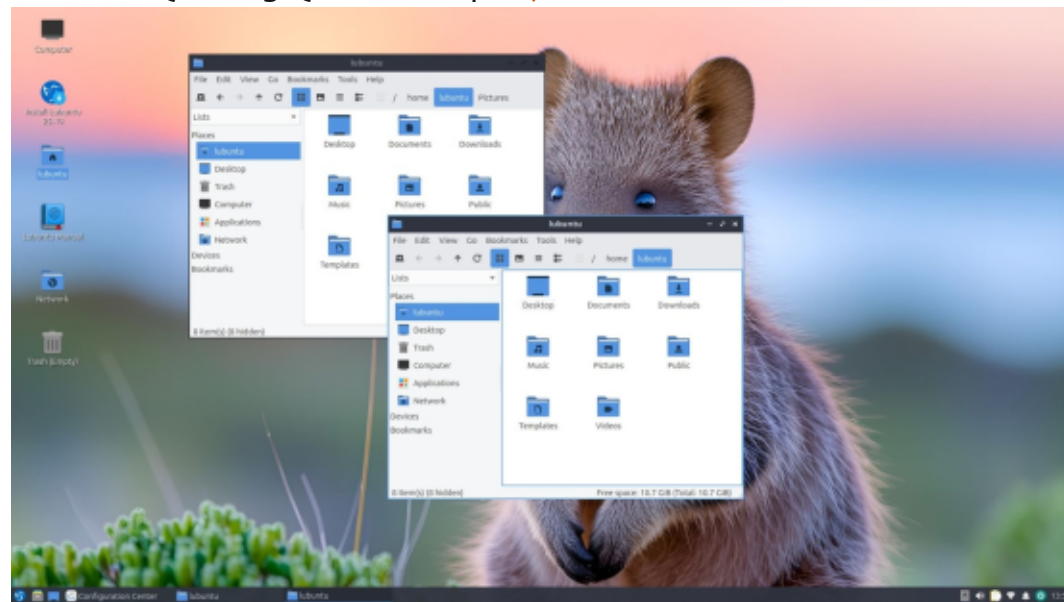 Computer
Install Lubuntu
lubuntu
Lubuntu Manual
Network
Trash (Empty)
lubuntu
File Edit View Go Bookmarks Tools Help
/ home lubuntu Pictures
Lists
Places
lubuntu
Desktop
Trash
Computer
Applications
Network
Devices
Bookmarks
Desktop Documents Downloads
Music Pictures Public
Templates
8 item(s) (8 hidden)
lubuntu
File Edit View Go Bookmarks Tools Help
/ home lubuntu
Lists
Places
lubuntu
Desktop
Trash
Computer
Applications
Network
Devices
Bookmarks
Desktop Documents Downloads
Music Pictures Public
Templates Videos
8 item(s) (8 hidden)
Free space: 10.7 GiB (Total: 10.7 GiB)
Configuration Center lubuntu lubuntu